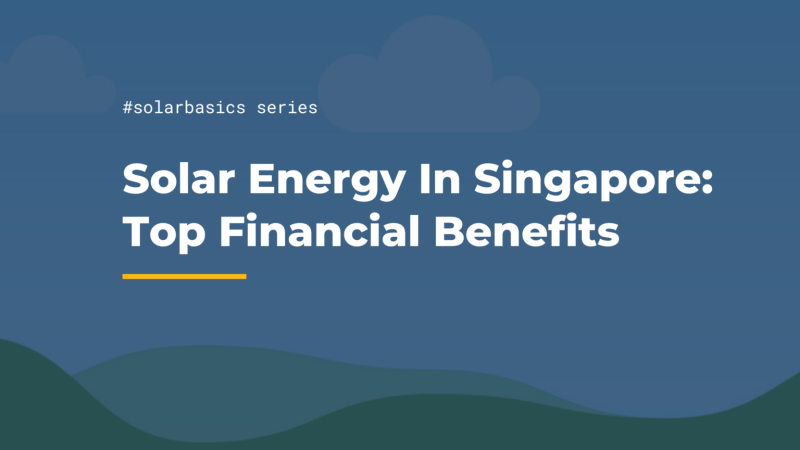 #solarbasics series
Solar Energy In Singapore:
Top Financial Benefits